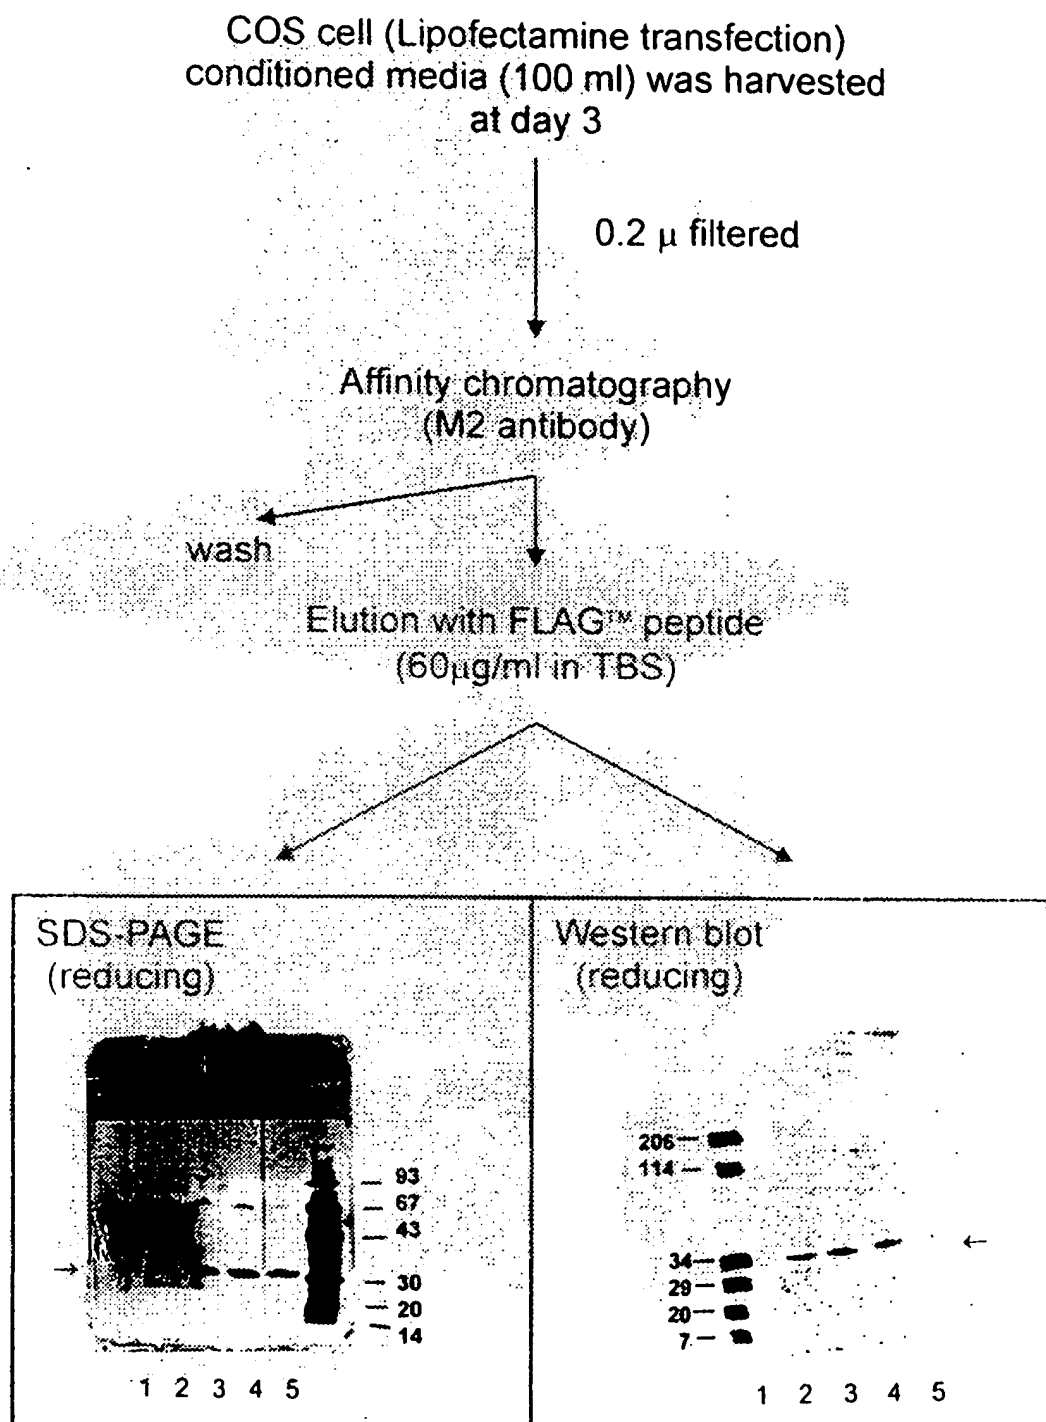 COS cell (Lipofectamine transfection)
conditioned media (100 ml) was harvested
at day 3
0.2 μ filtered
Affinity chromatography
(M2 antibody)
wash
Elution with FLAG™ peptide
(60μg/ml in TBS)
SDS-PAGE
(reducing)
93
67
43
30
20
14
→
1 2 3 4 5
Western blot
(reducing)
206
114
34
29
20
7
←
1 2 3 4 5